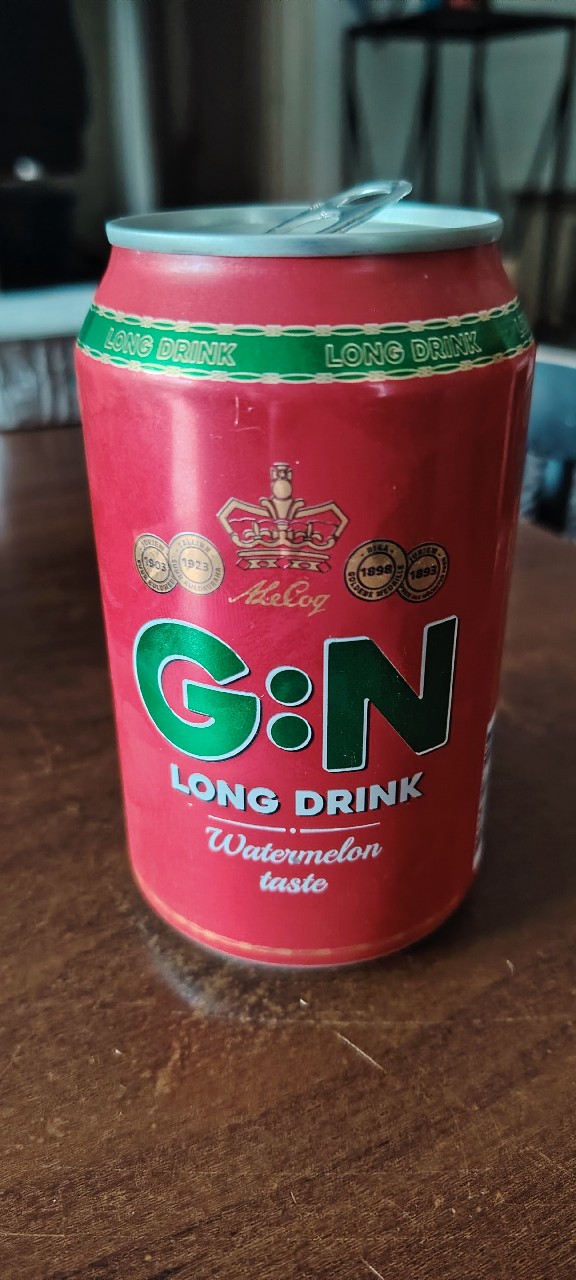 LONG DRINK LONG DRINK
1903 1923 1898 1893
A.Le Coq
G:N
LONG DRINK
Watermelon
taste